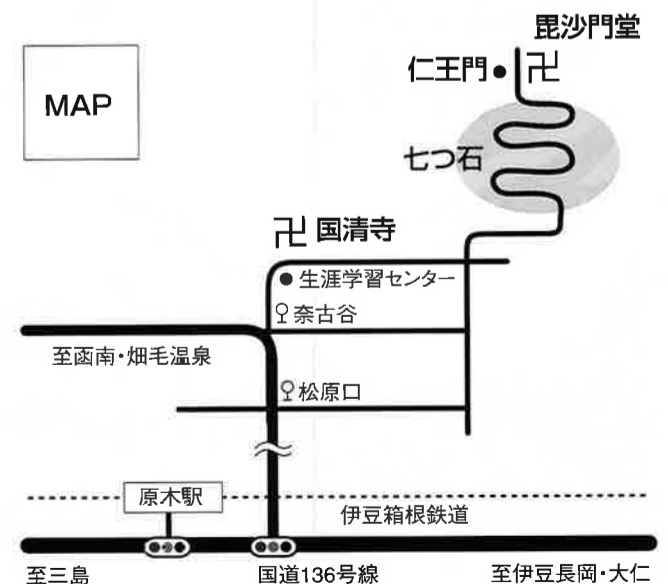 毘沙門堂
仁王門
MAP
七つ石
卍 国清寺
生涯学習センター
奈古谷
至函南・畑毛温泉
松原口
原木駅
伊豆箱根鉄道
至三島
国道136号線
至伊豆長岡・大仁